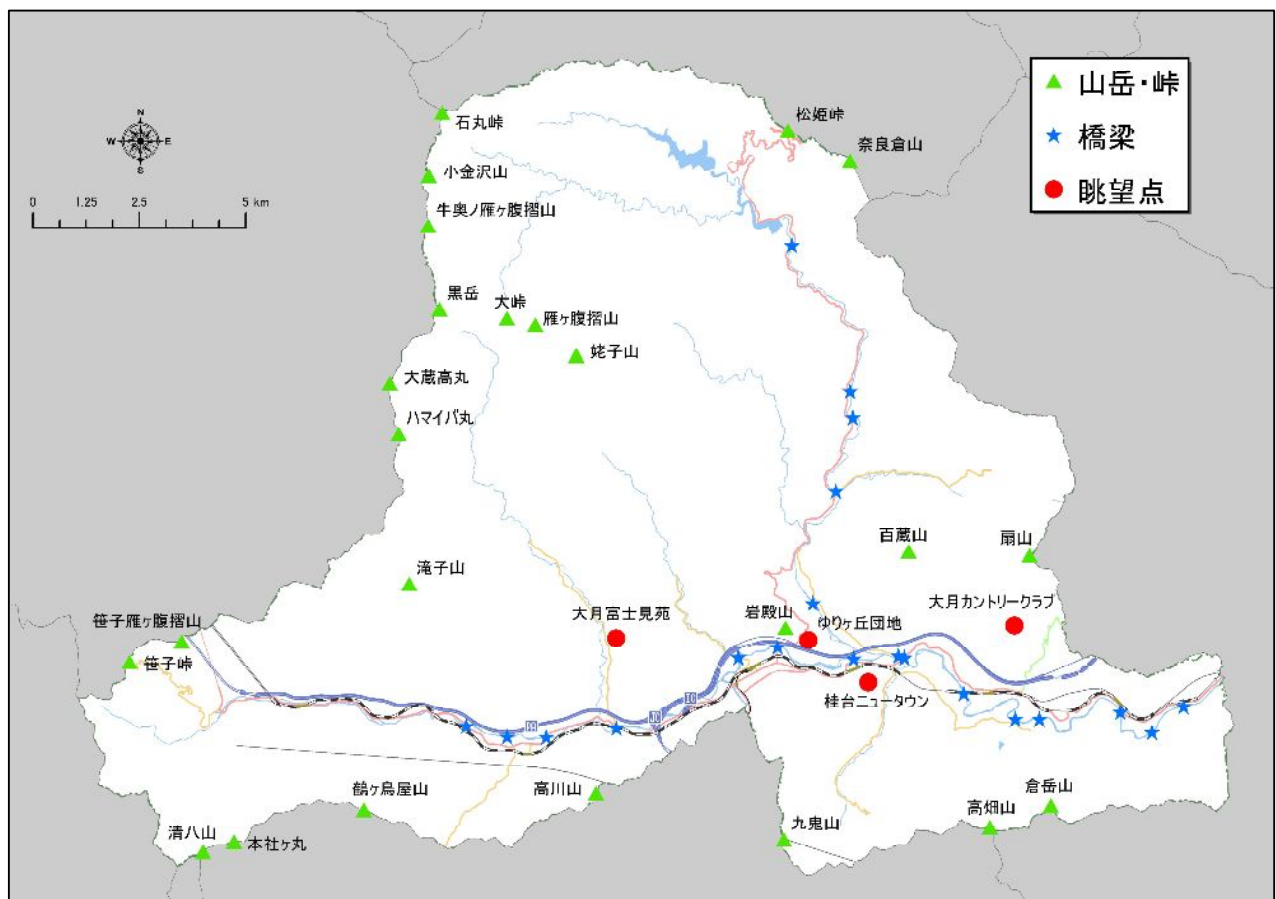 山岳・峠
橋梁
眺望点
N
W
E
S
0
1.25
2.5
5 km
石丸峠
松姫峠
奈良倉山
小金沢山
牛奥ノ雁ヶ腹摺山
黒岳
大峠
雁ヶ腹摺山
姥子山
大蔵高丸
ハマイバ丸
百蔵山
扇山
滝子山
大月カントリークラブ
笹子雁ヶ腹摺山
大月富士見苑
岩殿山
ゆりヶ丘団地
笹子峠
桂台ニュータウン
鶴ヶ鳥屋山
高川山
倉岳山
高畑山
九鬼山
清八山
本社ヶ丸